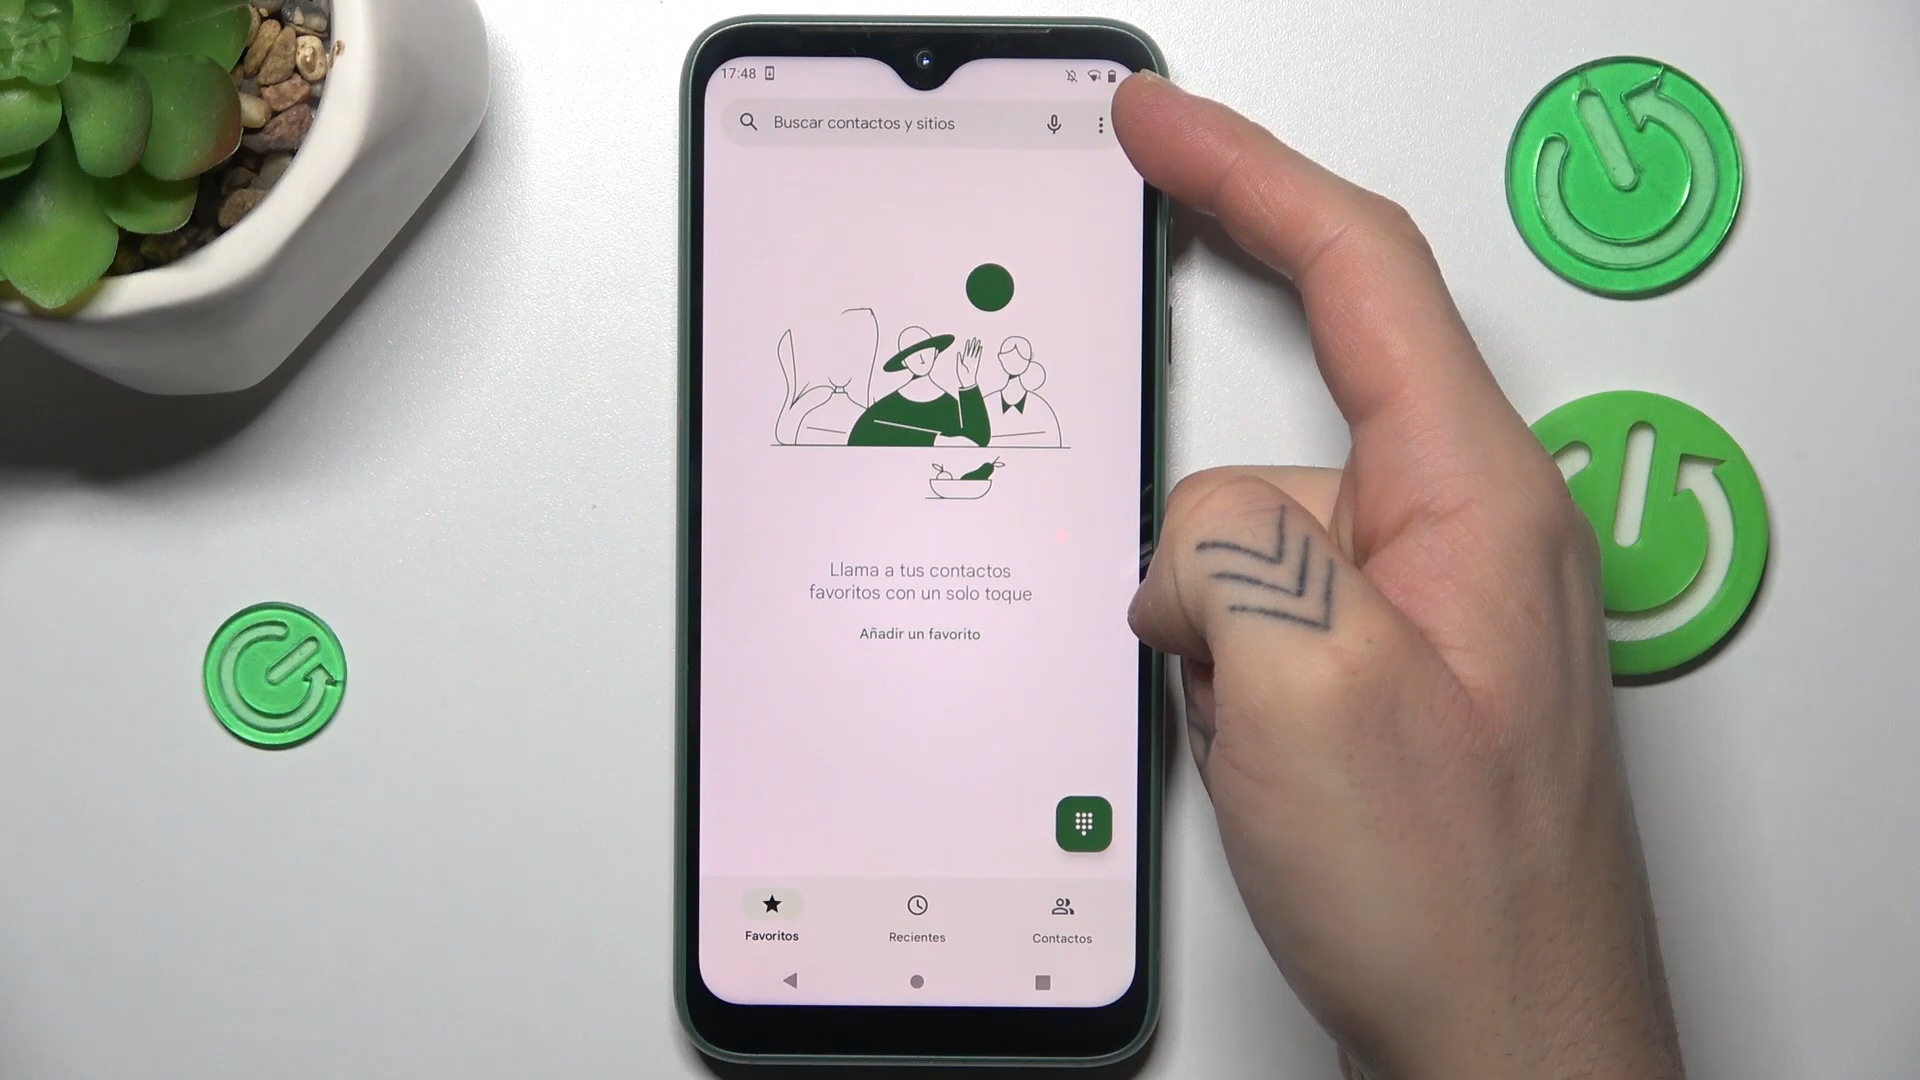 17:48
Buscar contactos y sitios
Llama a tus contactos
favoritos con un solo toque
Añadir un favorito
Favoritos
Recientes
Contactos